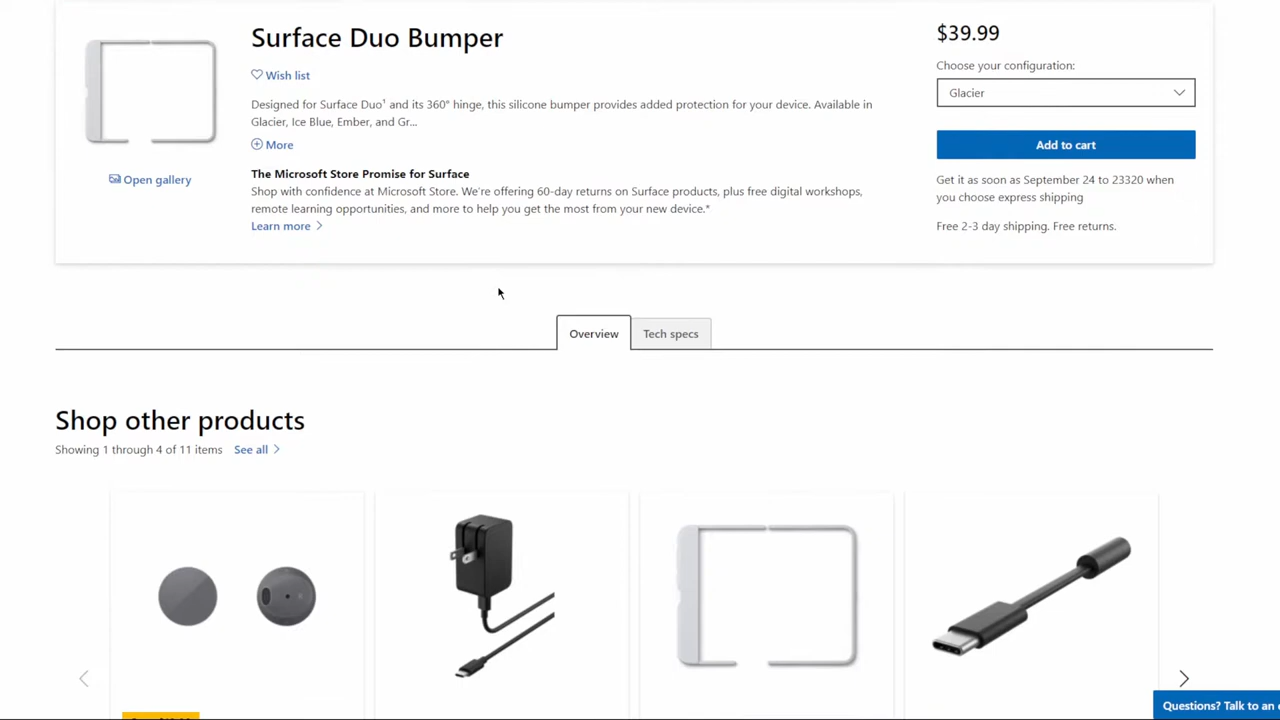 Surface Duo Bumper
Wish list
Designed for Surface Duo¹ and its 360° hinge, this silicone bumper provides added protection for your device. Available in
Glacier, Ice Blue, Ember, and Gr...
More
The Microsoft Store Promise for Surface
Shop with confidence at Microsoft Store. We're offering 60-day returns on Surface products, plus free digital workshops,
remote learning opportunities, and more to help you get the most from your new device.*
Learn more
Open gallery
$39.99
Choose your configuration:
Glacier
Add to cart
Get it as soon as September 24 to 23320 when
you choose express shipping
Free 2-3 day shipping. Free returns.
Overview
Tech specs
Shop other products
Showing 1 through 4 of 11 items
See all
Questions? Talk to an